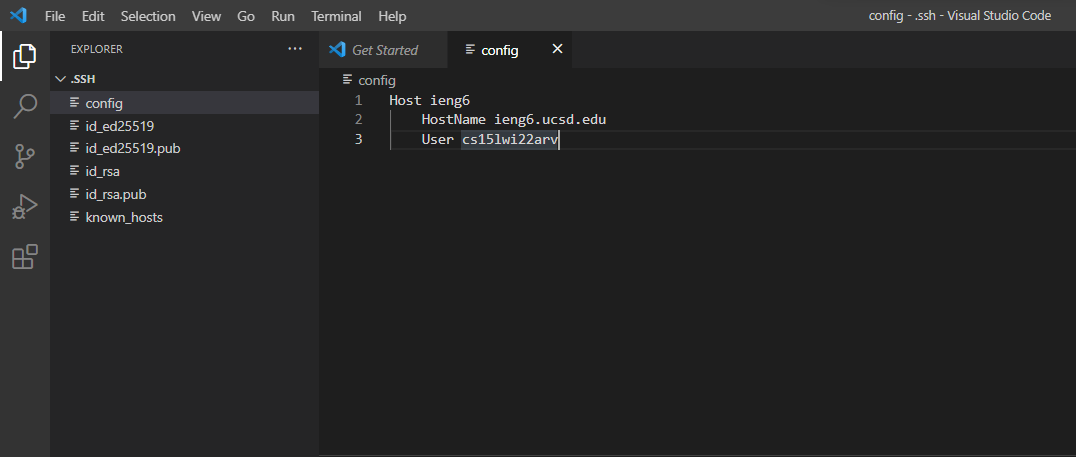 File Edit Selection View Go Run Terminal Help
config - .ssh - Visual Studio Code
EXPLORER
···
.SSH
config
id_ed25519
id_ed25519.pub
id_rsa
id_rsa.pub
known_hosts
Get Started
config
config
1 Host ieng6
2 HostName ieng6.ucsd.edu
3 User cs15lwi22arv